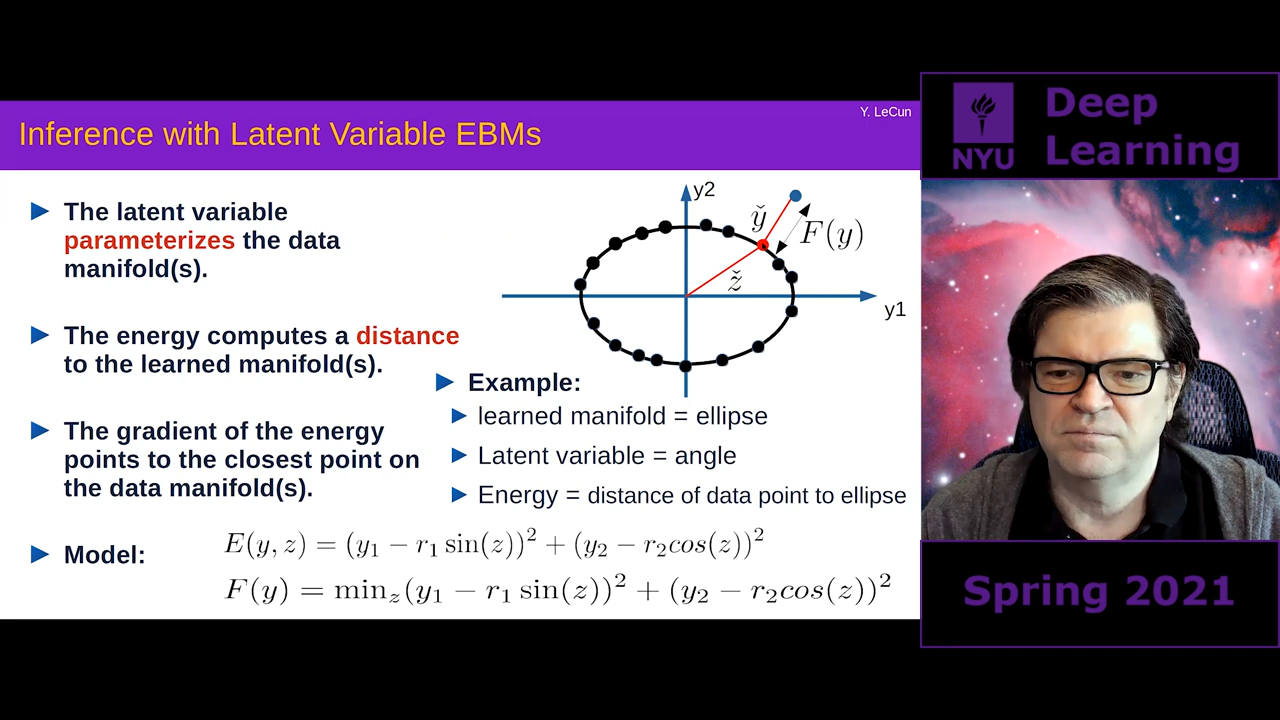 Y. LeCun
Inference with Latent Variable EBMs
The latent variable
parameterizes the data
manifold(s).
The energy computes a distance
to the learned manifold(s).
The gradient of the energy
points to the closest point on
the data manifold(s).
y2
y̌
F(y)
ž
y1
Example:
learned manifold = ellipse
Latent variable = angle
Energy = distance of data point to ellipse
Model:
E(y, z) = (y₁ − r₁ sin(z))² + (y₂ − r₂cos(z))²
F(y) = min_z(y₁ − r₁ sin(z))² + (y₂ − r₂cos(z))²
NYU
Deep
Learning
Spring 2021